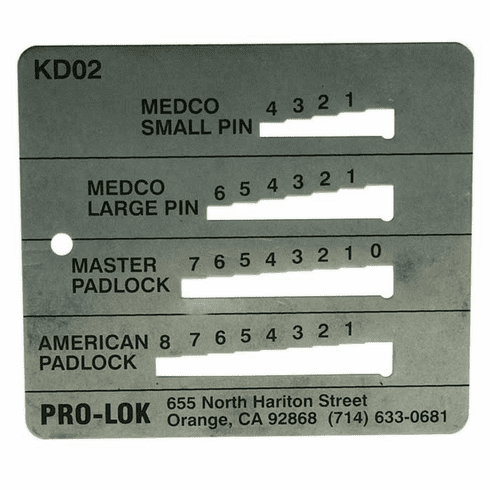 KD02
MEDCO 4 3 2 1
SMALL PIN
MEDCO 6 5 4 3 2 1
LARGE PIN
MASTER 7 6 5 4 3 2 1 0
PADLOCK
AMERICAN 8 7 6 5 4 3 2 1
PADLOCK
PRO-LOK 655 North Hariton Street
Orange, CA 92868 (714) 633-0681